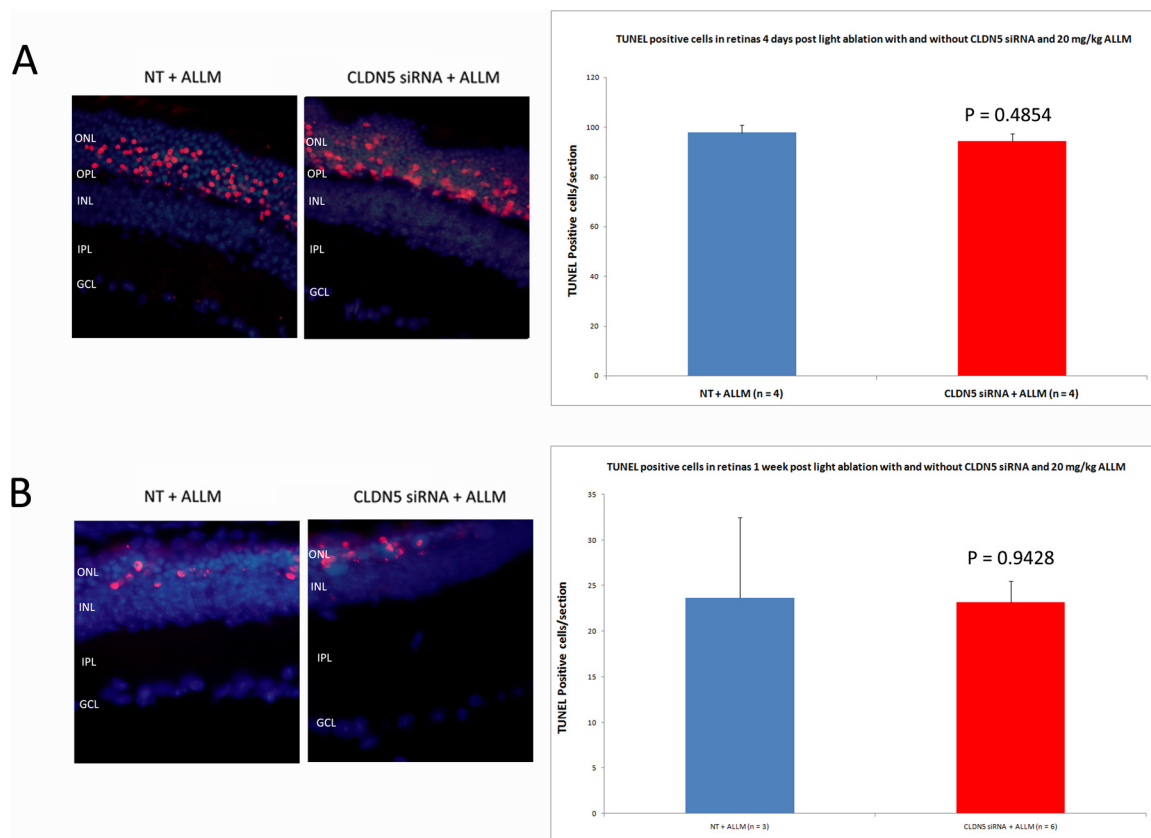 A
NT + ALLM
CLDN5 siRNA + ALLM
ONL
OPL
INL
IPL
GCL
ONL
OPL
INL
IPL
GCL
TUNEL positive cells in retinas 4 days post light ablation with and without CLDN5 siRNA and 20 mg/kg ALLM
TUNEL Positive cells/section
120
100
80
60
40
20
0
P = 0.4854
NT + ALLM (n = 4)
CLDN5 siRNA + ALLM (n = 4)
B
NT + ALLM
CLDN5 siRNA + ALLM
ONL
INL
IPL
GCL
ONL
INL
IPL
GCL
TUNEL positive cells in retinas 1 week post light ablation with and without CLDN5 siRNA and 20 mg/kg ALLM
TUNEL Positive cells/section
35
30
25
20
15
10
5
0
P = 0.9428
NT + ALLM (n = 3)
CLDN5 siRNA + ALLM (n = 6)